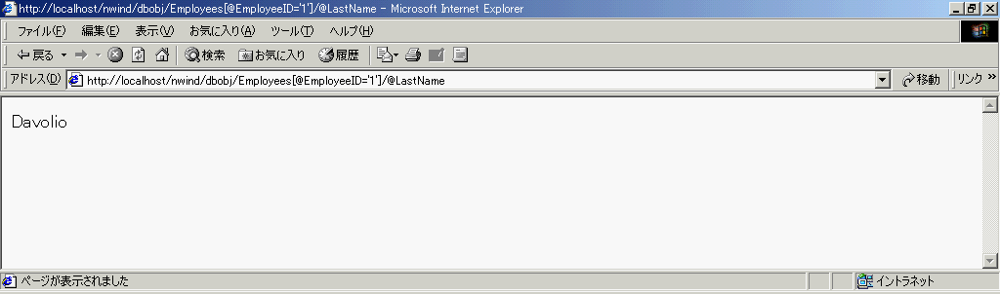 http://localhost/nwind/dbobj/Employees[@EmployeeID='1']/@LastName - Microsoft Internet Explorer
ファイル(F) 編集(E) 表示(V) お気に入り(A) ツール(T) ヘルプ(H)
戻る 検索 お気に入り 履歴
アドレス(D) http://localhost/nwind/dbobj/Employees[@EmployeeID='1']/@LastName 移動 リンク »
Davolio
ページが表示されました イントラネット